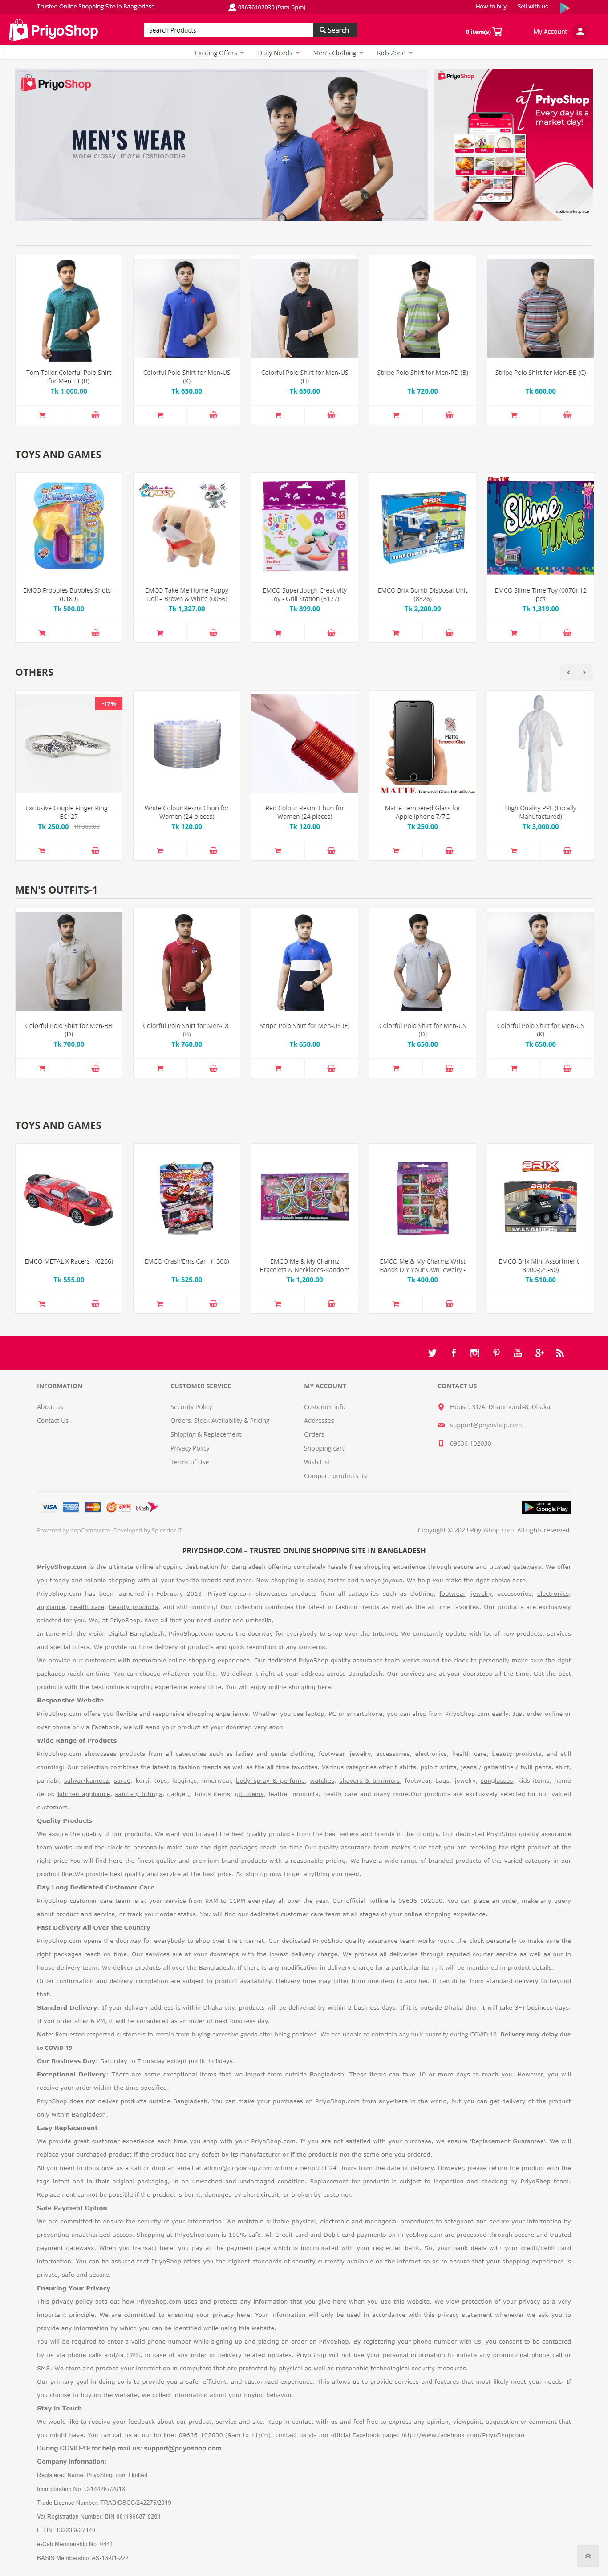 Trusted Online Shopping Site in Bangladesh
09636102030 (9am-5pm)
How to buy
Sell with us
PriyoShop
Search Products
Search
0 item(s)
My Account
Exciting Offers
Daily Needs
Men's Clothing
Kids Zone
PriyoShop
MEN'S WEAR
More classy, more fashionable
PriyoShop
at PriyoShop
Every day is a
market day!
Tom Tailor Colorful Polo Shirt
for Men-TT (B)
Tk 1,000.00
Colorful Polo Shirt for Men-US
(K)
Tk 650.00
Colorful Polo Shirt for Men-US
(H)
Tk 650.00
Stripe Polo Shirt for Men-RD (B)
Tk 720.00
Stripe Polo Shirt for Men-BB (C)
Tk 600.00
TOYS AND GAMES
EMCO Froobles Bubbles Shots -
(0189)
Tk 500.00
EMCO Take Me Home Puppy
Doll – Brown & White (0056)
Tk 1,327.00
EMCO Superdough Creativity
Toy - Grill Station (6127)
Tk 899.00
BRIX
EMCO Brix Bomb Disposal Unit
(8826)
Tk 2,200.00
Slime TIME
EMCO Slime Time Toy (0070)-12
pcs
Tk 1,319.00
OTHERS
-17%
Exclusive Couple Finger Ring –
EC127
Tk 250.00 Tk 300.00
White Colour Resmi Churi for
Women (24 pieces)
Tk 120.00
Red Colour Resmi Churi for
Women (24 pieces)
Tk 120.00
Matte
Tempered Glass
Matte Tempered Glass for
Apple iphone 7/7G
Tk 250.00
High Quality PPE (Locally
Manufactured)
Tk 3,000.00
MEN'S OUTFITS-1
Colorful Polo Shirt for Men-BB
(D)
Tk 700.00
Colorful Polo Shirt for Men-DC
(B)
Tk 760.00
Stripe Polo Shirt for Men-US (E)
Tk 650.00
Colorful Polo Shirt for Men-US
(D)
Tk 650.00
Colorful Polo Shirt for Men-US
(K)
Tk 650.00
TOYS AND GAMES
EMCO METAL X Racers - (6266)
Tk 555.00
EMCO Crash'Ems Car - (1300)
Tk 525.00
EMCO Me & My Charmz
Bracelets & Necklaces-Random
Tk 1,200.00
EMCO Me & My Charmz Wrist
Bands DIY Your Own Jewelry -
Tk 400.00
BRIX
EMCO Brix Mini Assortment -
8000-(29-50)
Tk 510.00
INFORMATION
About us
Contact Us
CUSTOMER SERVICE
Security Policy
Orders, Stock Availability & Pricing
Shipping & Replacement
Privacy Policy
Terms of Use
MY ACCOUNT
Customer info
Addresses
Orders
Shopping cart
Wish List
Compare products list
CONTACT US
House: 31/A, Dhanmondi-8, Dhaka
support@priyoshop.com
09636-102030
VISA
bKash
Google Play
Powered by nopCommerce. Developed by Splendor IT
Copyright © 2023 PriyoShop.com. All rights reserved.
PRIYOSHOP.COM – TRUSTED ONLINE SHOPPING SITE IN BANGLADESH
PriyoShop.com is the ultimate online shopping destination for Bangladesh offering completely hassle-free shopping experience through secure and trusted gateways. We offer
you trendy and reliable shopping with all your favorite brands and more. Now shopping is easier, faster and always joyous. We help you make the right choice here.
PriyoShop.com has been launched in February 2013. PriyoShop.com showcases products from all categories such as clothing, footwear, jewelry, accessories, electronics,
appliance, health care, beauty products, and still counting! Our collection combines the latest in fashion trends as well as the all-time favorites. Our products are exclusively
selected for you. We, at PriyoShop, have all that you need under one umbrella.
In tune with the vision Digital Bangladesh, PriyoShop.com opens the doorway for everybody to shop over the Internet. We constantly update with lot of new products, services
and special offers. We provide on-time delivery of products and quick resolution of any concerns.
We provide our customers with memorable online shopping experience. Our dedicated PriyoShop quality assurance team works round the clock to personally make sure the right
packages reach on time. You can choose whatever you like. We deliver it right at your address across Bangladesh. Our services are at your doorsteps all the time. Get the best
products with the best online shopping experience every time. You will enjoy online shopping here!
Responsive Website
PriyoShop.com offers you flexible and responsive shopping experience. Whether you use laptop, PC or smartphone, you can shop from PriyoShop.com easily. Just order online or
over phone or via Facebook, we will send your product at your doorstep very soon.
Wide Range of Products
PriyoShop.com showcases products from all categories such as ladies and gents clothing, footwear, jewelry, accessories, electronics, health care, beauty products, and still
counting! Our collection combines the latest in fashion trends as well as the all-time favorites. Various categories offer t-shirts, polo t-shirts, jeans / gabardine / twill pants, shirt,
panjabi, salwar-kameez, saree, kurti, tops, leggings, innerwear, body spray & perfume, watches, shavers & trimmers, footwear, bags, jewelry, sunglasses, kids items, home
decor, kitchen appliance, sanitary-fittings, gadget,, foods items, gift items, leather products, health care and many more.Our products are exclusively selected for our valued
customers.
Quality Products
We assure the quality of our products. We want you to avail the best quality products from the best sellers and brands in the country. Our dedicated PriyoShop quality assurance
team works round the clock to personally make sure the right packages reach on time.Our quality assurance team makes sure that you are receiving the right product at the
right price.You will find here the finest quality and premium brand products with a reasonable pricing. We have a wide range of branded products of the varied category in our
product line.We provide best quality and service at the best price. So sign up now to get anything you need.
Day Long Dedicated Customer Care
PriyoShop customer care team is at your service from 9AM to 11PM everyday all over the year. Our official hotline is 09636-102030. You can place an order, make any query
about product and service, or track your order status. You will find our dedicated customer care team at all stages of your online shopping experience.
Fast Delivery All Over the Country
PriyoShop.com opens the doorway for everybody to shop over the Internet. Our dedicated PriyoShop quality assurance team works round the clock personally to make sure the
right packages reach on time. Our services are at your doorsteps with the lowest delivery charge. We process all deliveries through reputed courier service as well as our in
house delivery team. We deliver products all over the Bangladesh. If there is any modification in delivery charge for a particular item, it will be mentioned in product details.
Order confirmation and delivery completion are subject to product availability. Delivery time may differ from one item to another. It can differ from standard delivery to beyond
that.
Standard Delivery: If your delivery address is within Dhaka city, products will be delivered by within 2 business days. If it is outside Dhaka then it will take 3-4 business days.
If you order after 6 PM, it will be considered as an order of next business day.
Note: Requested respected customers to refrain from buying excessive goods after being panicked. We are unable to entertain any bulk quantity during COVID-19. Delivery may delay due
to COVID-19.
Our Business Day: Saturday to Thursday except public holidays.
Exceptional Delivery: There are some exceptional items that we import from outside Bangladesh. These items can take 10 or more days to reach you. However, you will
receive your order within the time specified.
PriyoShop does not deliver products outside Bangladesh. You can make your purchases on PriyoShop.com from anywhere in the world, but you can get delivery of the product
only within Bangladesh.
Easy Replacement
We provide great customer experience each time you shop with your PriyoShop.com. If you are not satisfied with your purchase, we ensure 'Replacement Guarantee'. We will
replace your purchased product if the product has any defect by its manufacturer or if the product is not the same one you ordered.
All you need to do is give us a call or drop an email at admin@priyoshop.com within a period of 24 Hours from the date of delivery. However, please return the product with the
tags intact and in their original packaging, in an unwashed and undamaged condition. Replacement for products is subject to inspection and checking by PriyoShop team.
Replacement cannot be possible if the product is burnt, damaged by short circuit, or broken by customer.
Safe Payment Option
We are committed to ensure the security of your information. We maintain suitable physical, electronic and managerial procedures to safeguard and secure your information by
preventing unauthorized access. Shopping at PriyoShop.com is 100% safe. All Credit card and Debit card payments on PriyoShop.com are processed through secure and trusted
payment gateways. When you transact here, you pay at the payment page which is incorporated with your respected bank. So, your bank deals with your credit/debit card
information. You can be assured that PriyoShop offers you the highest standards of security currently available on the internet so as to ensure that your shopping experience is
private, safe and secure.
Ensuring Your Privacy
This privacy policy sets out how PriyoShop.com uses and protects any information that you give here when you use this website. We view protection of your privacy as a very
important principle. We are committed to ensuring your privacy here. Your information will only be used in accordance with this privacy statement whenever we ask you to
provide any information by which you can be identified while using this website.
You will be required to enter a valid phone number while signing up and placing an order on PriyoShop. By registering your phone number with us, you consent to be contacted
by us via phone calls and/or SMS, in case of any order or delivery related updates. PriyoShop will not use your personal information to initiate any promotional phone call or
SMS. We store and process your information in computers that are protected by physical as well as reasonable technological security measures.
Our primary goal in doing so is to provide you a safe, efficient, and customized experience. This allows us to provide services and features that most likely meet your needs. If
you choose to buy on the website, we collect information about your buying behavior.
Stay in Touch
We would like to receive your feedback about our product, service and site. Keep in contact with us and feel free to express any opinion, viewpoint, suggestion or comment that
you might have. You can call us at our hotline: 09636-102030 (9am to 11pm); contact us via our official Facebook page: http://www.facebook.com/PriyoShopcom
During COVID-19 for help mail us: support@priyoshop.com
Company Information:
Registered Name: PriyoShop.com Limited
Incorporation No. C-144267/2018
Trade License Number: TRAD/DSCC/242275/2019
Vat Registration Number: BIN 001196687-0201
E-TIN: 132236527140
e-Cab Membership No: 0441
BASIS Membership: AS-13-01-222